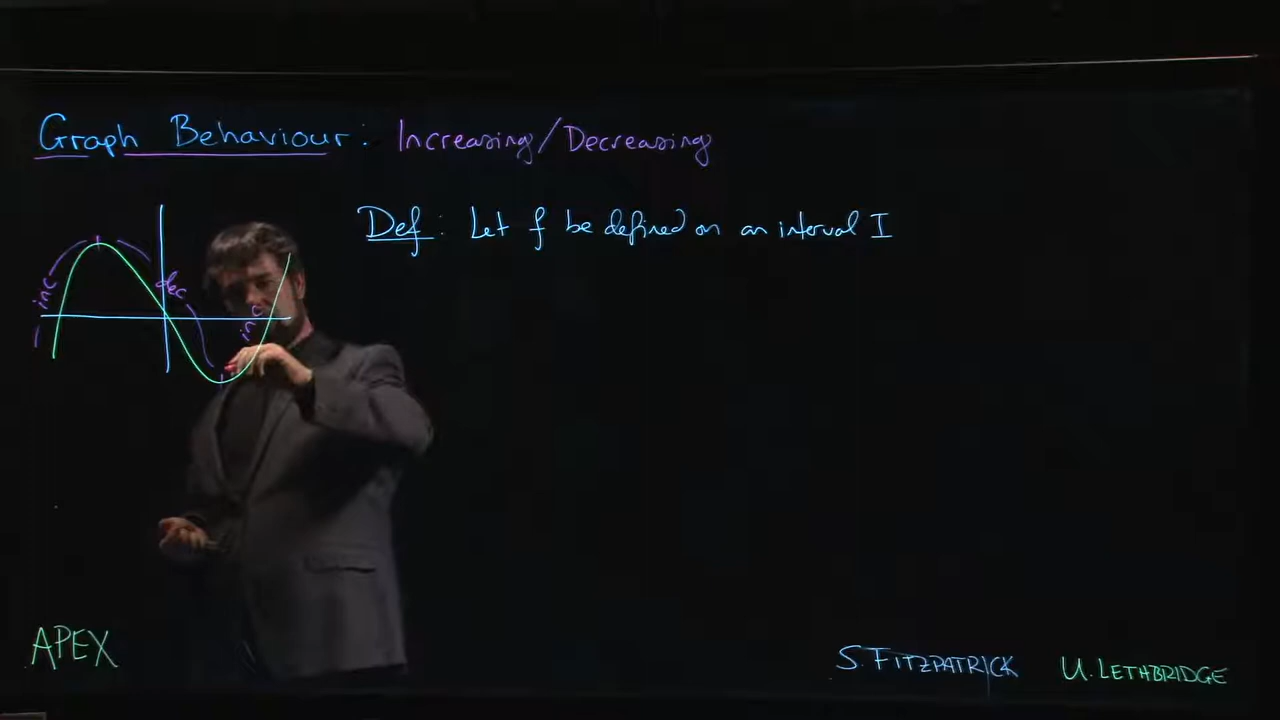 Graph Behaviour: Increasing/Decreasing
Def: Let f be defined on an interval I
inc
dec
inc
APEX
S. FITZPATRICK U. LETHBRIDGE